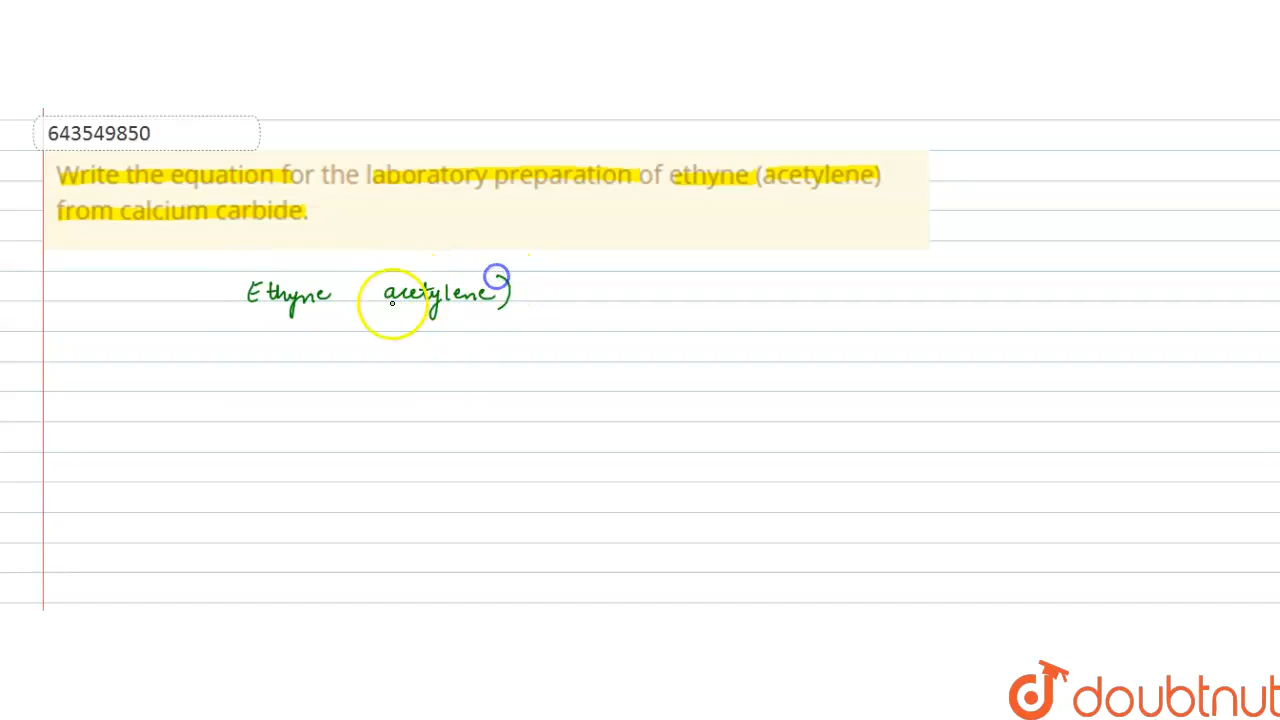 643549850
Write the equation for the laboratory preparation of ethyne (acetylene)
from calcium carbide.
Ethyne acetylene)
doubtnut